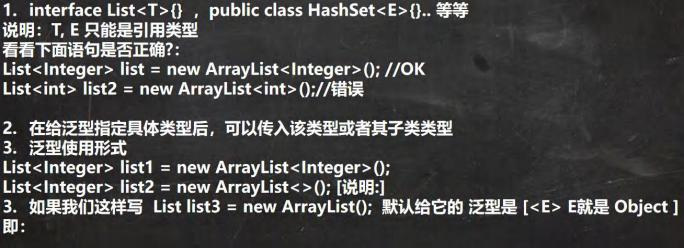 1. interface List<T>{} , public class HashSet<E>{}.. 等等
说明：T, E 只能是引用类型
看看下面语句是否正确?:
List<Integer> list = new ArrayList<Integer>(); //OK
List<int> list2 = new ArrayList<int>();//错误
2. 在给泛型指定具体类型后，可以传入该类型或者其子类类型
3. 泛型使用形式
List<Integer> list1 = new ArrayList<Integer>();
List<Integer> list2 = new ArrayList<>(); [说明:]
3. 如果我们这样写 List list3 = new ArrayList(); 默认给它的 泛型是 [<E> E就是 Object ]
即：